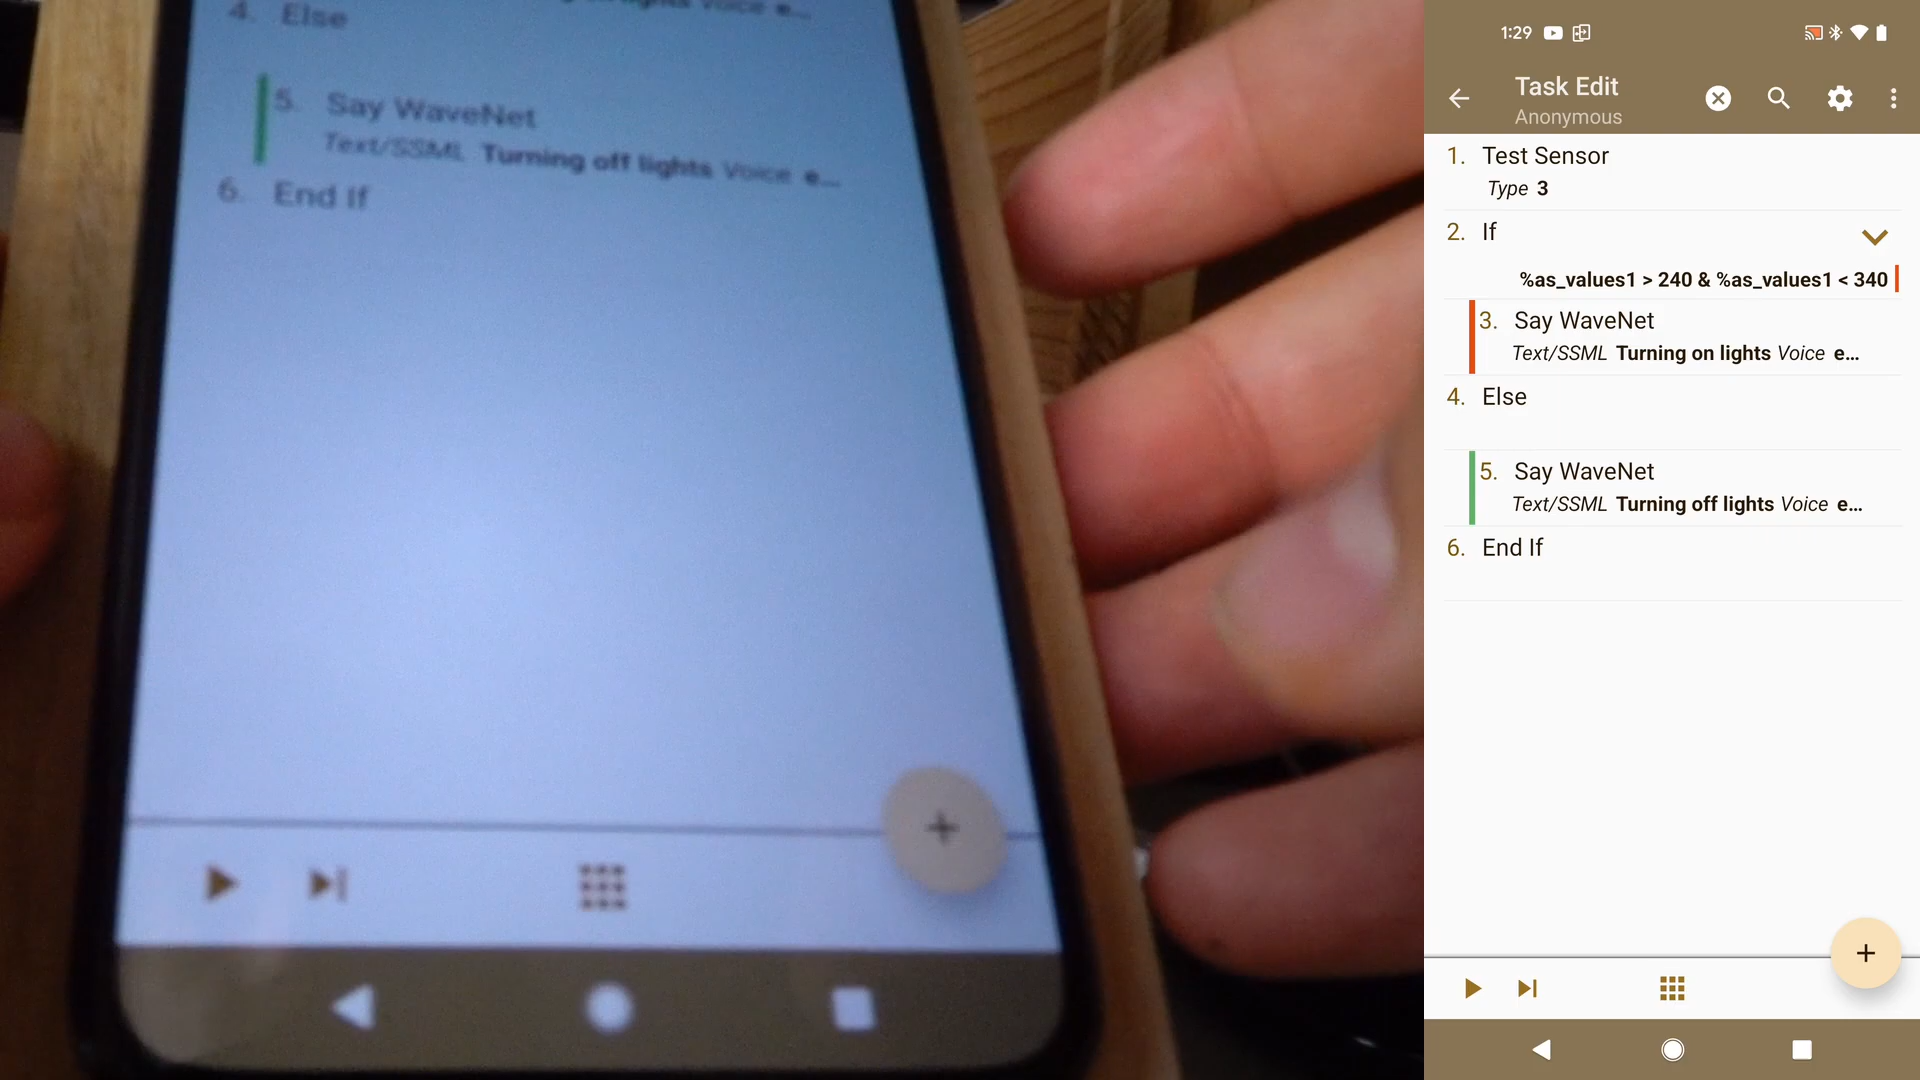 4. Else
5. Say WaveNet
Text/SSML Turning off lights Voice e...
6. End If
1:29
Task Edit
Anonymous
1. Test Sensor
Type 3
2. If
%as_values1 > 240 & %as_values1 < 340
3. Say WaveNet
Text/SSML Turning on lights Voice e...
4. Else
5. Say WaveNet
Text/SSML Turning off lights Voice e...
6. End If